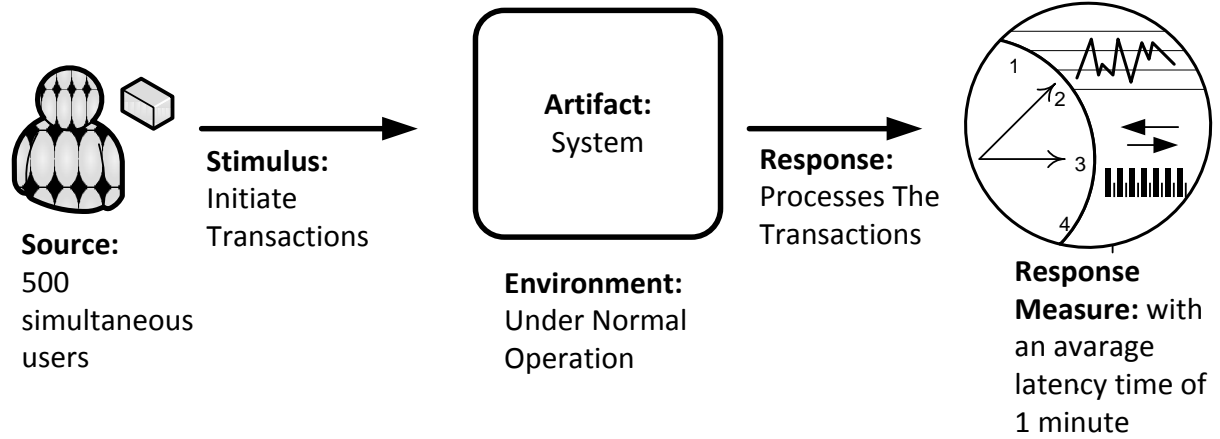 Source:
500
simultaneous
users
Stimulus:
Initiate
Transactions
Artifact:
System
Environment:
Under Normal
Operation
Response:
Processes The
Transactions
1
2
3
4
Response
Measure: with
an avarage
latency time of
1 minute